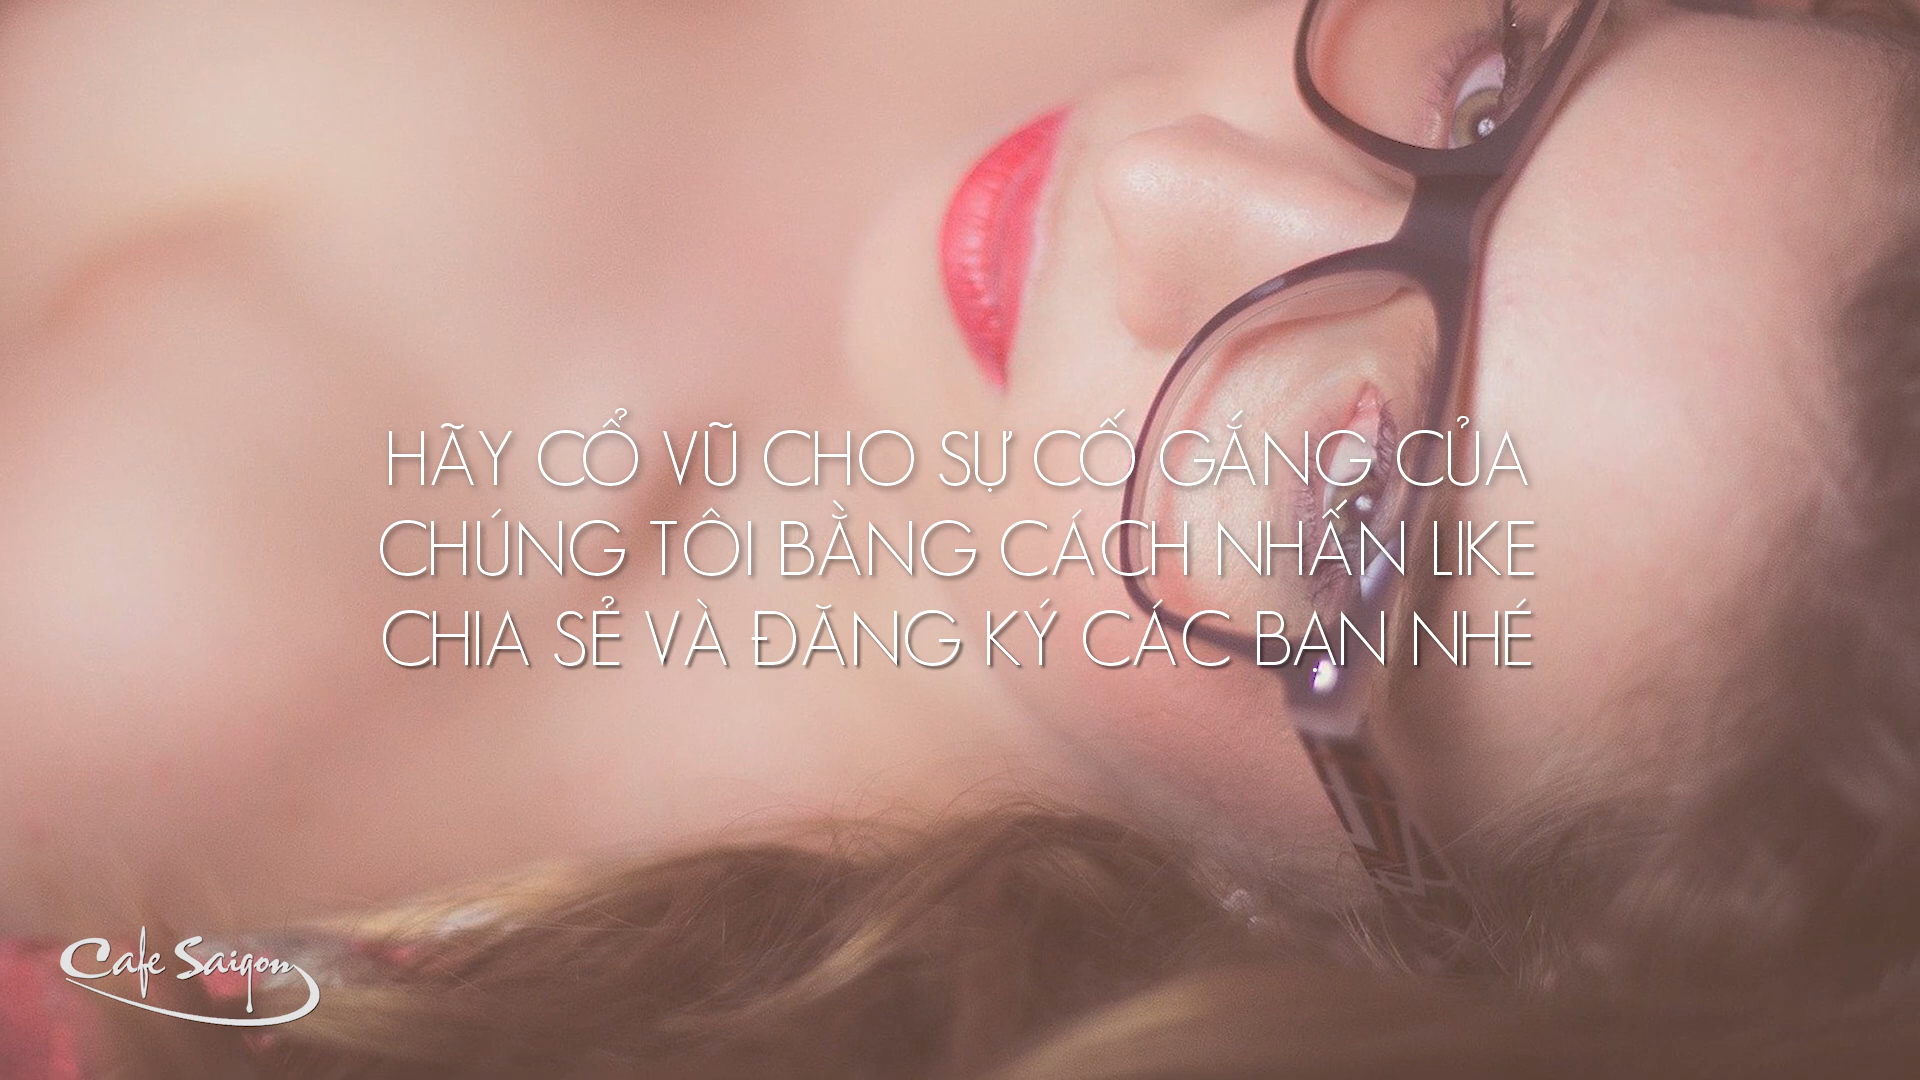 HÃY CỔ VŨ CHO SỰ CỐ GẮNG CỦA
CHÚNG TÔI BẰNG CÁCH NHẤN LIKE
CHIA SẺ VÀ ĐĂNG KÝ CÁC BẠN NHÉ
Cafe Saigon